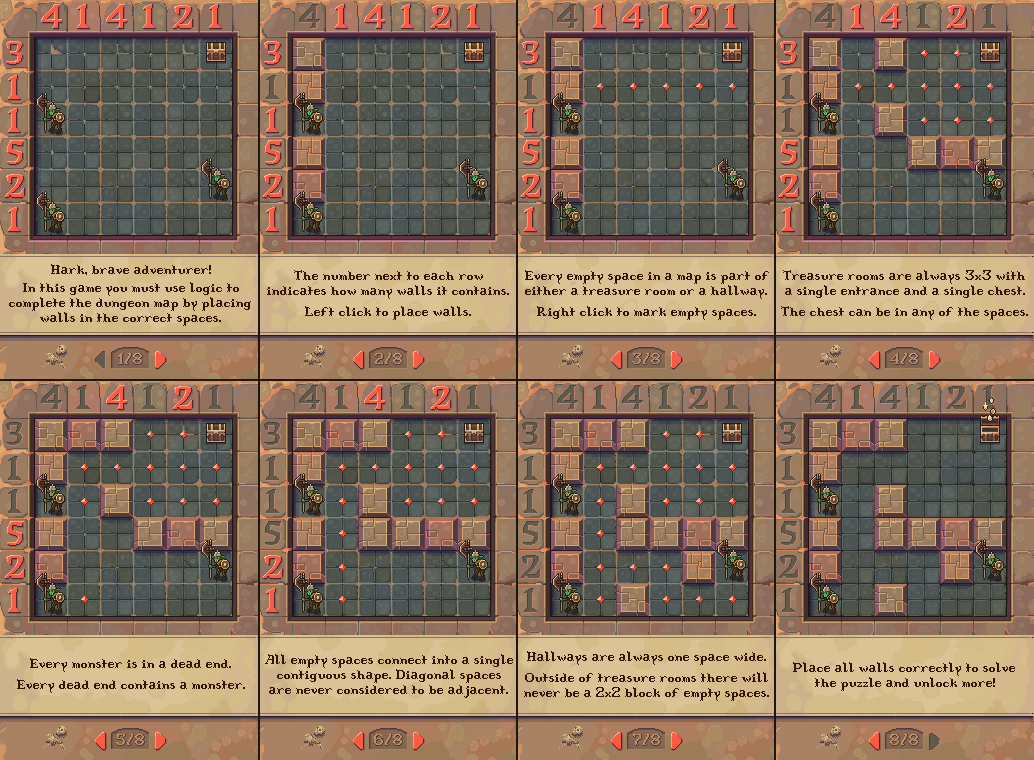 4 1 4 1 2 1
3
1
1
5
2
1
Hark, brave adventurer!
In this game you must use logic to
complete the dungeon map by placing
walls in the correct spaces.
1/8
4 1 4 1 2 1
3
1
1
5
2
1
The number next to each row
indicates how many walls it contains.
Left click to place walls.
2/8
4 1 4 1 2 1
3
1
1
5
2
1
Every empty space in a map is part of
either a treasure room or a hallway.
Right click to mark empty spaces.
3/8
4 1 4 1 2 1
3
1
1
5
2
1
Treasure rooms are always 3x3 with
a single entrance and a single chest.
The chest can be in any of the spaces.
4/8
4 1 4 1 2 1
3
1
1
5
2
1
Every monster is in a dead end.
Every dead end contains a monster.
5/8
4 1 4 1 2 1
3
1
1
5
2
1
All empty spaces connect into a single
contiguous shape. Diagonal spaces
are never considered to be adjacent.
6/8
4 1 4 1 2 1
3
1
1
5
2
1
Hallways are always one space wide.
Outside of treasure rooms there will
never be a 2x2 block of empty spaces.
7/8
4 1 4 1 2 1
3
1
1
5
2
1
Place all walls correctly to solve
the puzzle and unlock more!
8/8